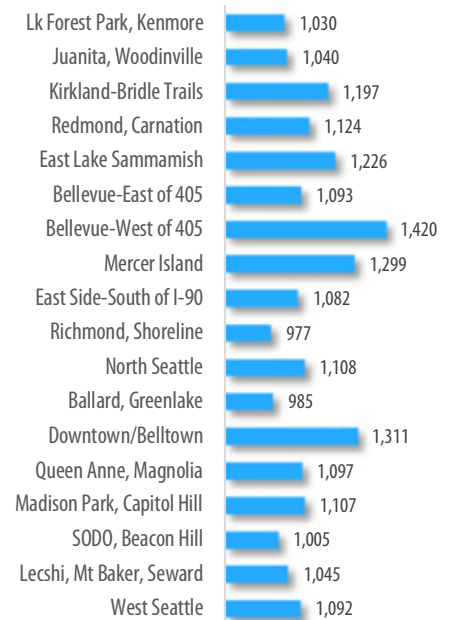 Lk Forest Park, Kenmore 1,030
Juanita, Woodinville 1,040
Kirkland-Bridle Trails 1,197
Redmond, Carnation 1,124
East Lake Sammamish 1,226
Bellevue-East of 405 1,093
Bellevue-West of 405 1,420
Mercer Island 1,299
East Side-South of I-90 1,082
Richmond, Shoreline 977
North Seattle 1,108
Ballard, Greenlake 985
Downtown/Belltown 1,311
Queen Anne, Magnolia 1,097
Madison Park, Capitol Hill 1,107
SODO, Beacon Hill 1,005
Lecshi, Mt Baker, Seward 1,045
West Seattle 1,092